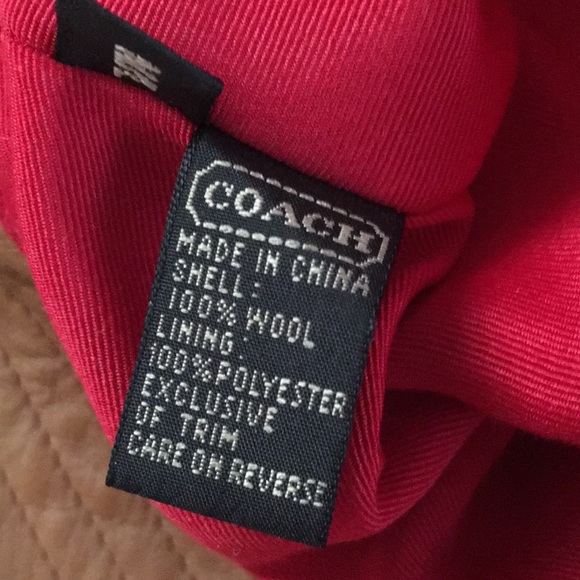 COACH
MADE IN CHINA
SHELL:
100% WOOL
LINING:
100%POLYESTER
EXCLUSIVE
OF TRIM
CARE ON REVERSE